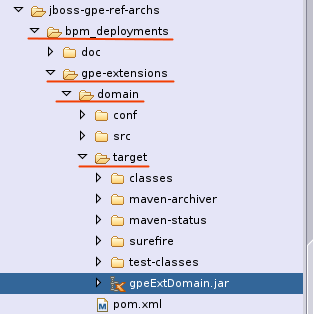 jboss-gpe-ref-archs
bpm_deployments
doc
gpe-extensions
domain
conf
src
target
classes
maven-archiver
maven-status
surefire
test-classes
gpeExtDomain.jar
pom.xml